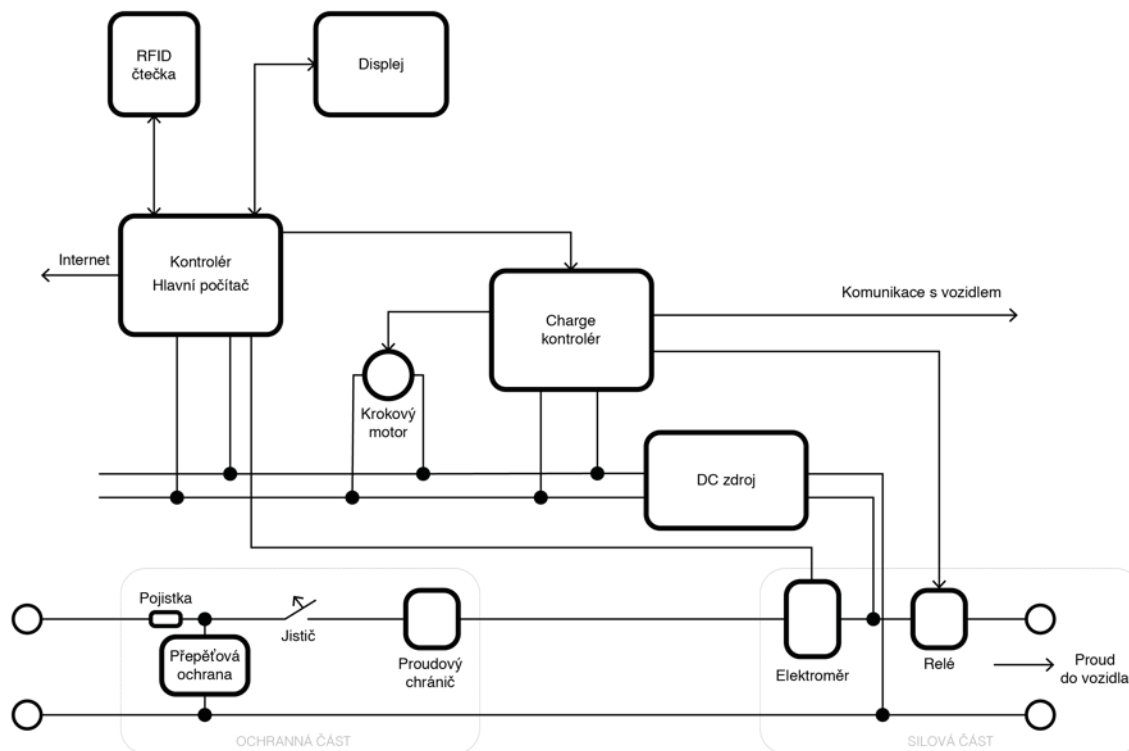 RFID
čtečka
Displej
Internet
Kontrolér
Hlavní počítač
Charge
kontrolér
Komunikace s vozidlem
Krokový
motor
DC zdroj
Pojistka
Jistič
Přepěťová
ochrana
Proudový
chránič
Elektroměr
Relé
Proud
do vozidla
OCHRANNÁ ČÁST
SILOVÁ ČÁST